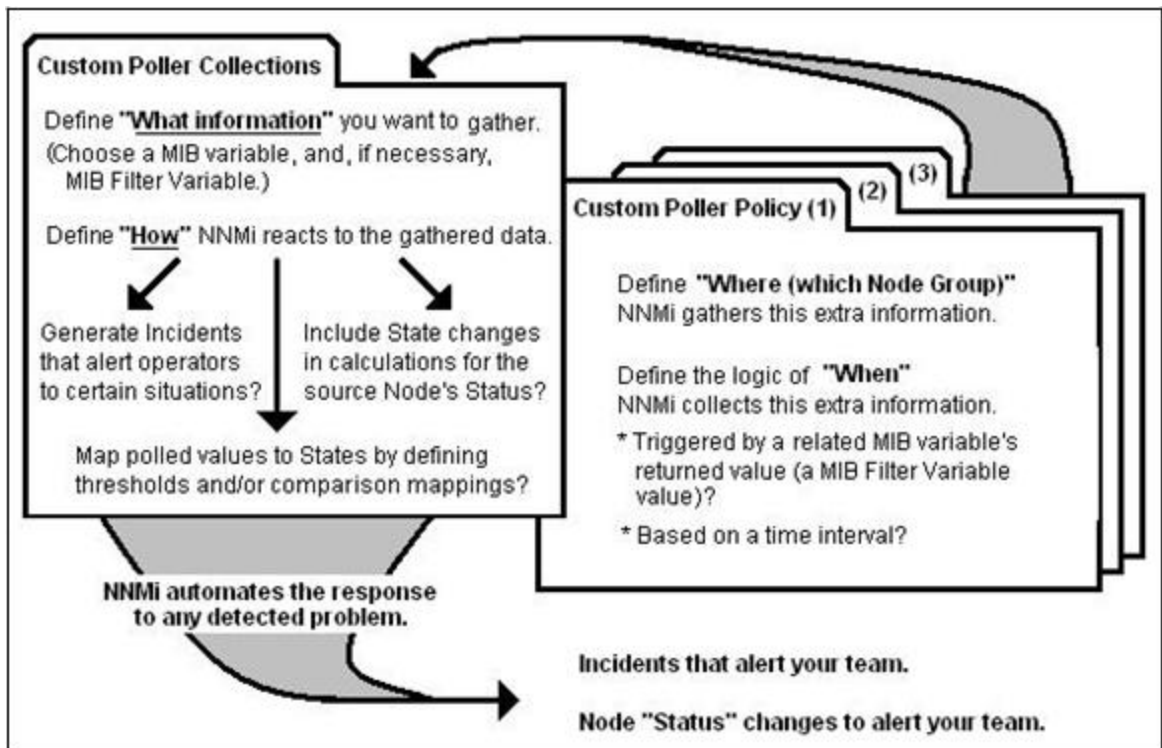 Custom Poller Collections
Define "What information" you want to gather.
(Choose a MIB variable, and, if necessary,
MIB Filter Variable.)
Define "How" NNMi reacts to the gathered data.
Generate Incidents
that alert operators
to certain situations?
Include State changes
in calculations for the
source Node's Status?
Map polled values to States by defining
thresholds and/or comparison mappings?
(3)
(2)
Custom Poller Policy (1)
Define "Where (which Node Group)"
NNMi gathers this extra information.
Define the logic of "When"
NNMi collects this extra information.
* Triggered by a related MIB variable's
returned value (a MIB Filter Variable
value)?
* Based on a time interval?
NNMi automates the response
to any detected problem.
Incidents that alert your team.
Node "Status" changes to alert your team.